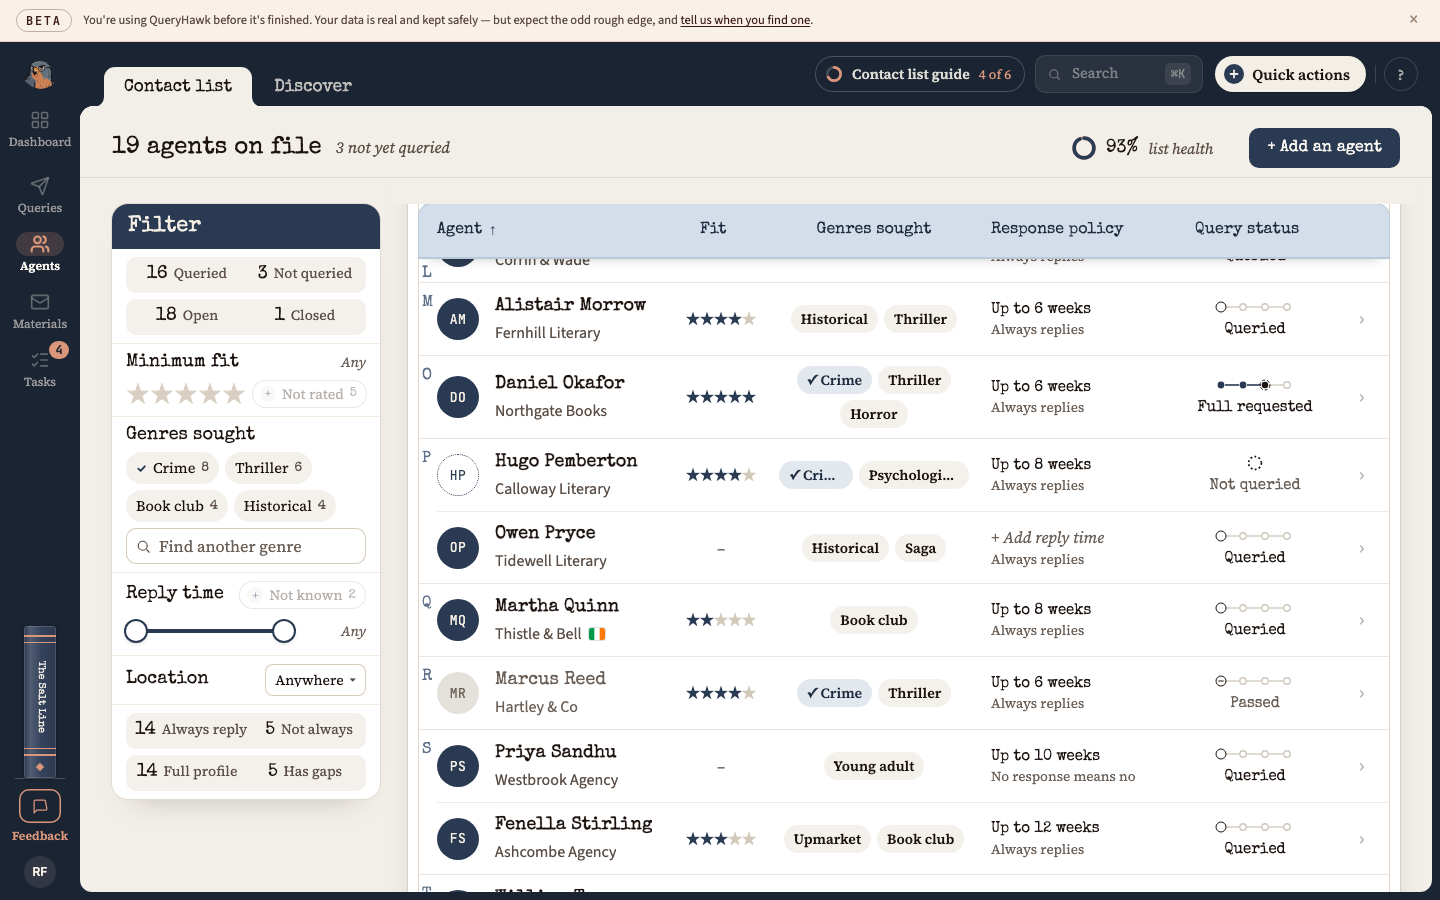 BETA You're using QueryHawk before it's finished. Your data is real and kept safely — but expect the odd rough edge, and tell us when you find one. ×
Contact list
Discover
Contact list guide 4 of 6
Search ⌘K
+ Quick actions
?
Dashboard
Queries
Agents
Materials
4
Tasks
The Salt Line
Feedback
RF
19 agents on file 3 not yet queried
93% list health
+ Add an agent
Filter
16 Queried 3 Not queried
18 Open 1 Closed
Minimum fit Any
+ Not rated 5
Genres sought
✓ Crime 8 Thriller 6
Book club 4 Historical 4
Find another genre
Reply time + Not known 2
Any
Location Anywhere
14 Always reply 5 Not always
14 Full profile 5 Has gaps
Agent ↑ Fit Genres sought Response policy Query status
L
Corrin & Wade Always replies Queried
M
AM Alistair Morrow
Fernhill Literary
Historical Thriller
Up to 6 weeks
Always replies
Queried
O
DO Daniel Okafor
Northgate Books
✓ Crime Thriller
Horror
Up to 6 weeks
Always replies
Full requested
P
HP Hugo Pemberton
Calloway Literary
✓ Cri... Psychologi...
Up to 8 weeks
Always replies
Not queried
OP Owen Pryce
Tidewell Literary
–
Historical Saga
+ Add reply time
Always replies
Queried
Q
MQ Martha Quinn
Thistle & Bell
Book club
Up to 8 weeks
Always replies
Queried
R
MR Marcus Reed
Hartley & Co
✓ Crime Thriller
Up to 6 weeks
Always replies
Passed
S
PS Priya Sandhu
Westbrook Agency
–
Young adult
Up to 10 weeks
No response means no
Queried
FS Fenella Stirling
Ashcombe Agency
Upmarket Book club
Up to 12 weeks
Always replies
Queried
T